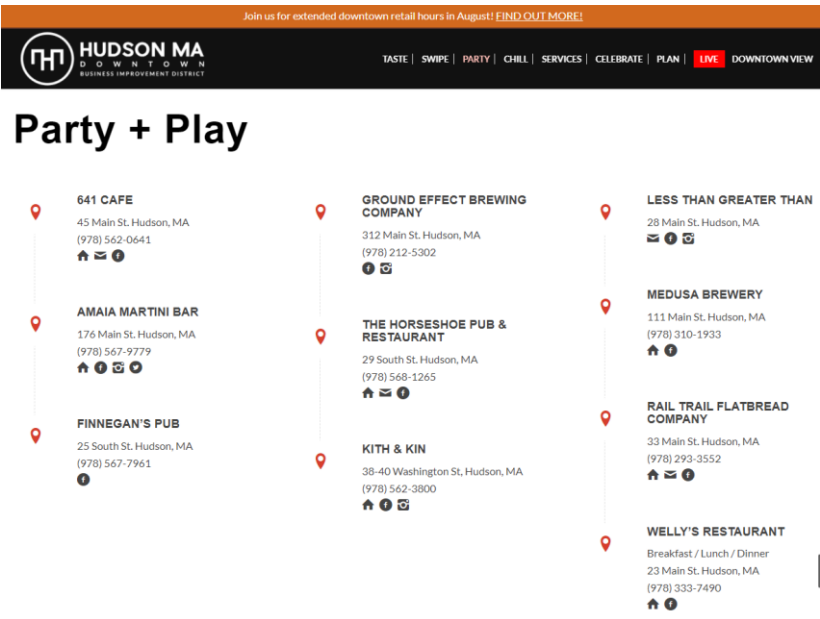 Join us for extended downtown retail hours in August! FIND OUT MORE!
HUDSON MA
DOWNTOWN
BUSINESS IMPROVEMENT DISTRICT
TASTE | SWIPE | PARTY | CHILL | SERVICES | CELEBRATE | PLAN | LIVE DOWNTOWN VIEW
Party + Play
641 CAFE
45 Main St. Hudson, MA
(978) 562-0641
AMAIA MARTINI BAR
176 Main St. Hudson, MA
(978) 567-9779
FINNEGAN'S PUB
25 South St. Hudson, MA
(978) 567-7961
GROUND EFFECT BREWING
COMPANY
312 Main St. Hudson, MA
(978) 212-5302
THE HORSESHOE PUB &
RESTAURANT
29 South St. Hudson, MA
(978) 568-1265
KITH & KIN
38-40 Washington St, Hudson, MA
(978) 562-3800
LESS THAN GREATER THAN
28 Main St. Hudson, MA
MEDUSA BREWERY
111 Main St. Hudson, MA
(978) 310-1933
RAIL TRAIL FLATBREAD
COMPANY
33 Main St. Hudson, MA
(978) 293-3552
WELLY'S RESTAURANT
Breakfast / Lunch / Dinner
23 Main St. Hudson, MA
(978) 333-7490